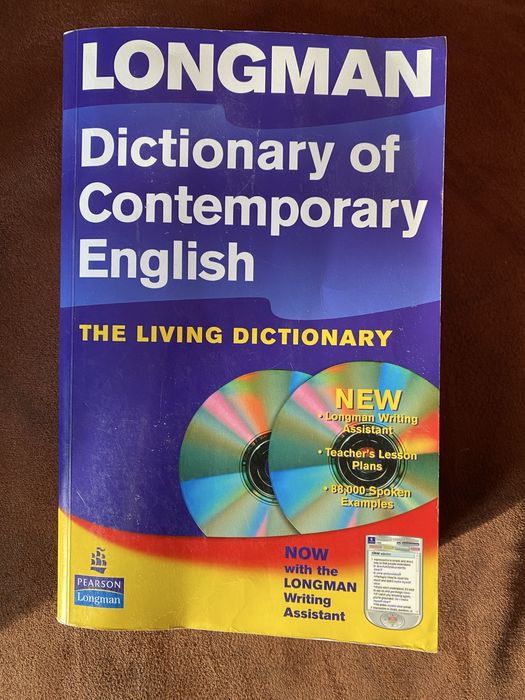 LONGMAN
Dictionary of
Contemporary
English
THE LIVING DICTIONARY
NEW
• Longman Writing
Assistant
• Teacher's Lesson
Plans
• 88,000 Spoken
Examples
NOW
with the
LONGMAN
Writing
Assistant
PEARSON
Longman